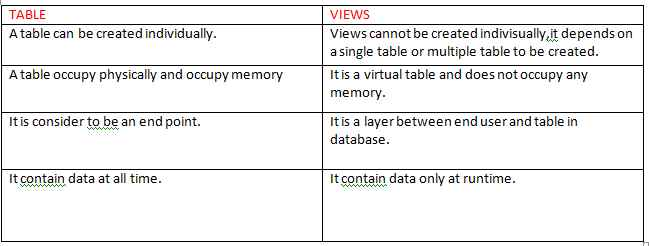 TABLE
VIEWS
A table can be created individually.
Views cannot be created indivisually,it depends on
a single table or multiple table to be created.
A table occupy physically and occupy memory
It is a virtual table and does not occupy any
memory.
It is consider to be an end point.
It is a layer between end user and table in
database.
It contain data at all time.
It contain data only at runtime.